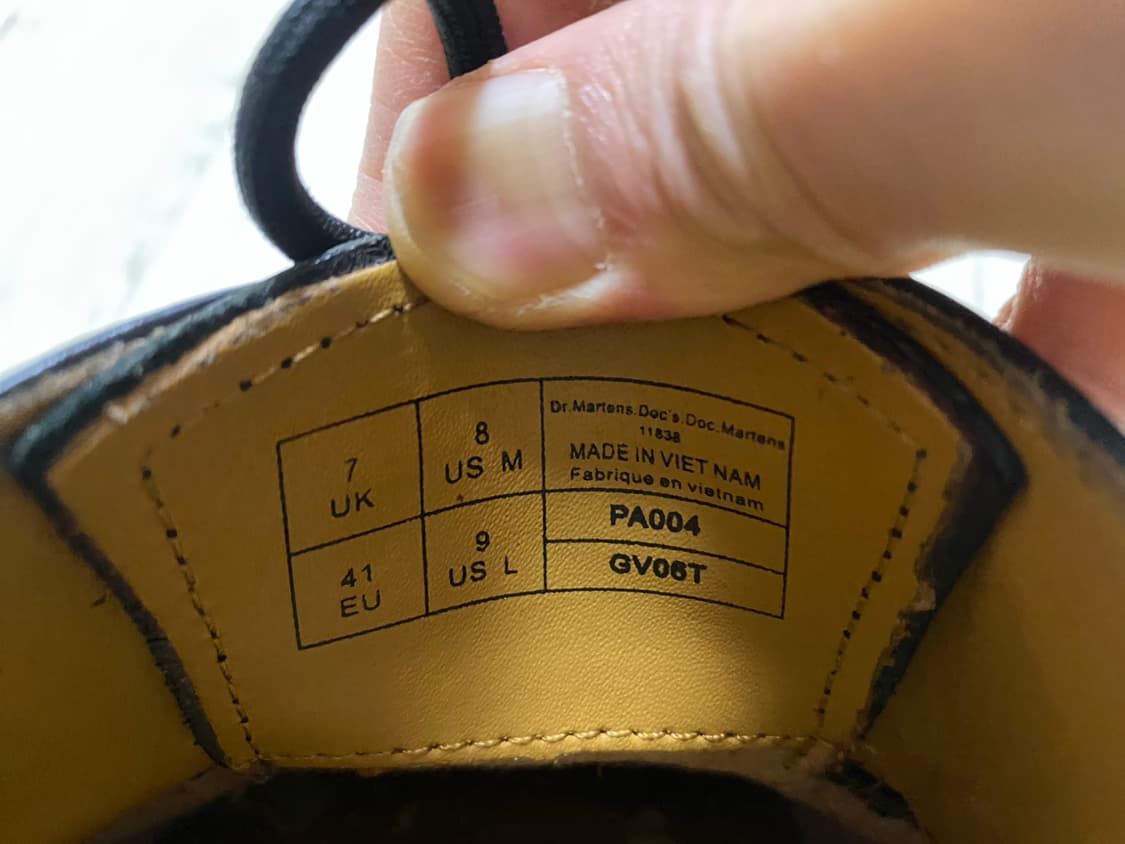 7
UK
8
US M
41
EU
9
US L
Dr.Martens.Doc's.Doc.Martens
11838
MADE IN VIET NAM
Fabrique en vietnam
PA004
GV06T